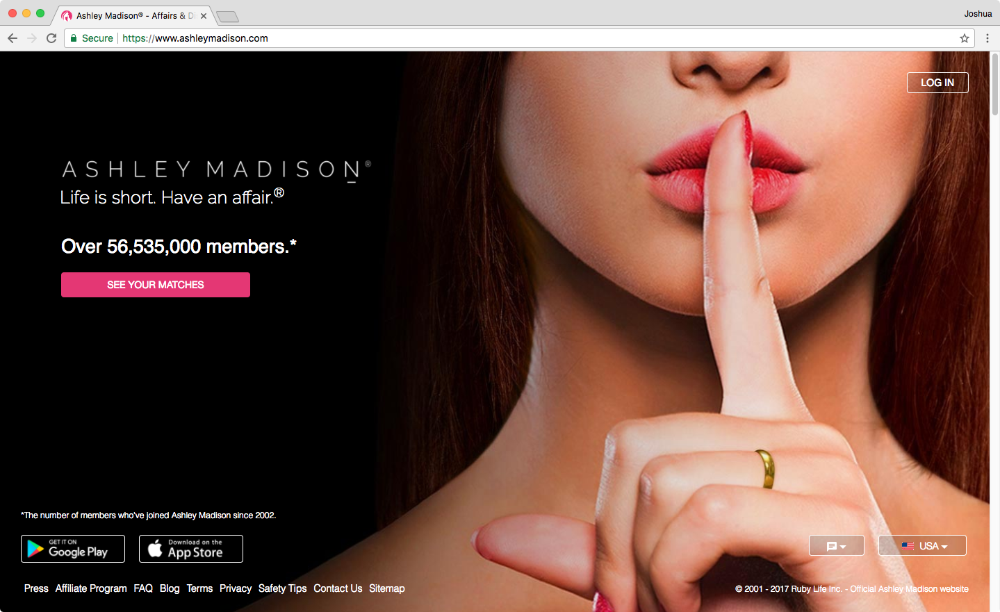 Ashley Madison® - Affairs & Di
Joshua
Secure
https://www.ashleymadison.com
LOG IN
ASHLEY MADISON®
Life is short. Have an affair.®
Over 56,535,000 members.*
SEE YOUR MATCHES
*The number of members who've joined Ashley Madison since 2002.
GET IT ON
Google Play
Download on the
App Store
USA
Press Affiliate Program FAQ Blog Terms Privacy Safety Tips Contact Us Sitemap
© 2001 - 2017 Ruby Life Inc. - Official Ashley Madison website